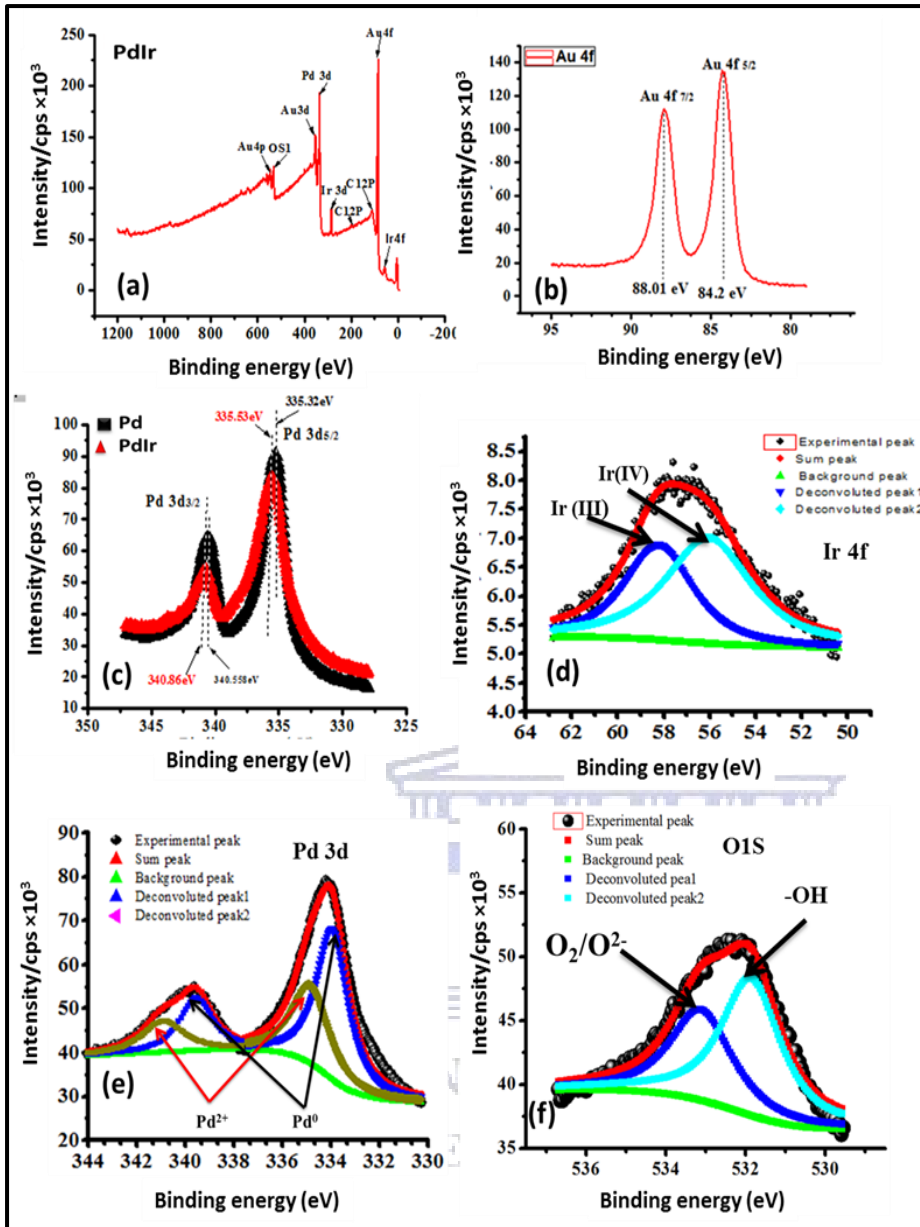 PdIr
Au4f
Pd 3d
Au3d
Au4p
OS1
Ir 3d
C12P
C12P
Ir4f
(a)
250
200
150
100
50
0
1200 1000 800 600 400 200 0 -200
Intensity/cps ×10³
Binding energy (eV)
Au 4f
Au 4f 7/2
Au 4f 5/2
88.01 eV
84.2 eV
(b)
140
120
100
80
60
40
20
0
95 90 85 80
Intensity/cps ×10³
Binding energy (eV)
Pd
PdIr
335.32eV
335.53eV
Pd 3d5/2
Pd 3d3/2
340.86eV
340.558eV
(c)
100
90
80
70
60
50
40
30
20
10
350 345 340 335 330 325
Intensity/cps ×10³
Binding energy (eV)
Experimental peak
Sum peak
Background peak
Deconvoluted peak1
Deconvoluted peak2
Ir(IV)
Ir (III)
Ir 4f
(d)
8.5
8.0
7.5
7.0
6.5
6.0
5.5
5.0
4.5
4.0
64 62 60 58 56 54 52 50
Intensity/cps ×10³
Binding energy (eV)
Experimental peak
Sum peak
Background peak
Deconvoluted peak1
Deconvoluted peak2
Pd 3d
Pd2+
Pd0
(e)
90
80
70
60
50
40
30
20
344 342 340 338 336 334 332 330
Intensity/cps ×10³
Binding energy (eV)
Experimental peak
Sum peak
Background peak
Deconvoluted pea1
Deconvoluted peak2
O1S
-OH
O2/O2-
(f)
60
55
50
45
40
35
536 534 532 530
Intensity/cps ×10³
Binding energy (eV)